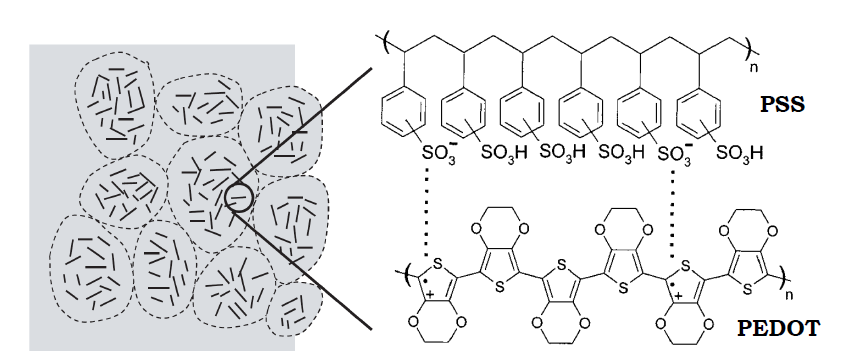 n
PSS
SO₃⁻ SO₃H SO₃H SO₃H SO₃⁻ SO₃H
O O O O O O
S S S S S S
+ +
O O O O O O
n
PEDOT